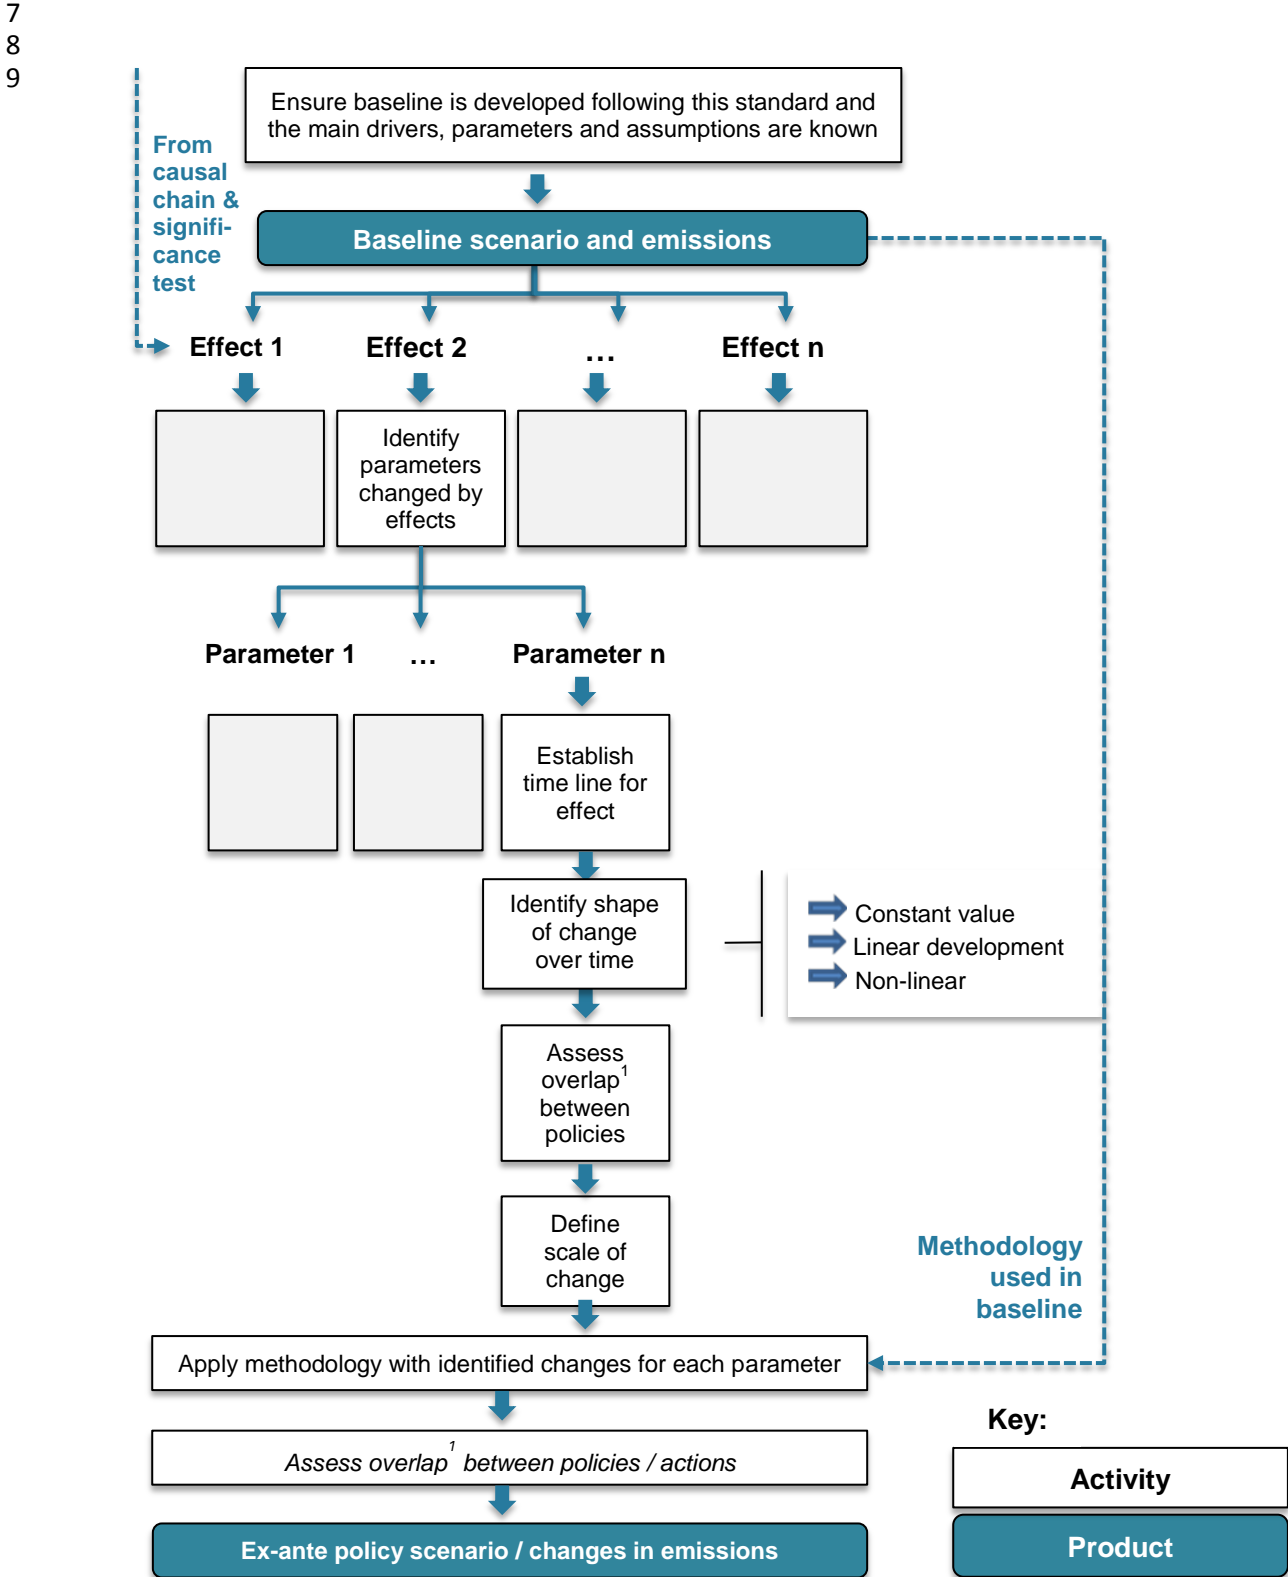 7
8
9
Ensure baseline is developed following this standard and
the main drivers, parameters and assumptions are known
From
causal
chain &
signifi-
cance
test
Baseline scenario and emissions
Effect 1
Effect 2
...
Effect n
Identify
parameters
changed by
effects
Parameter 1
...
Parameter n
Establish
time line for
effect
Identify shape
of change
over time
Constant value
Linear development
Non-linear
Assess
overlap1
between
policies
Define
scale of
change
Methodology
used in
baseline
Apply methodology with identified changes for each parameter
Assess overlap1 between policies / actions
Ex-ante policy scenario / changes in emissions
Key:
Activity
Product